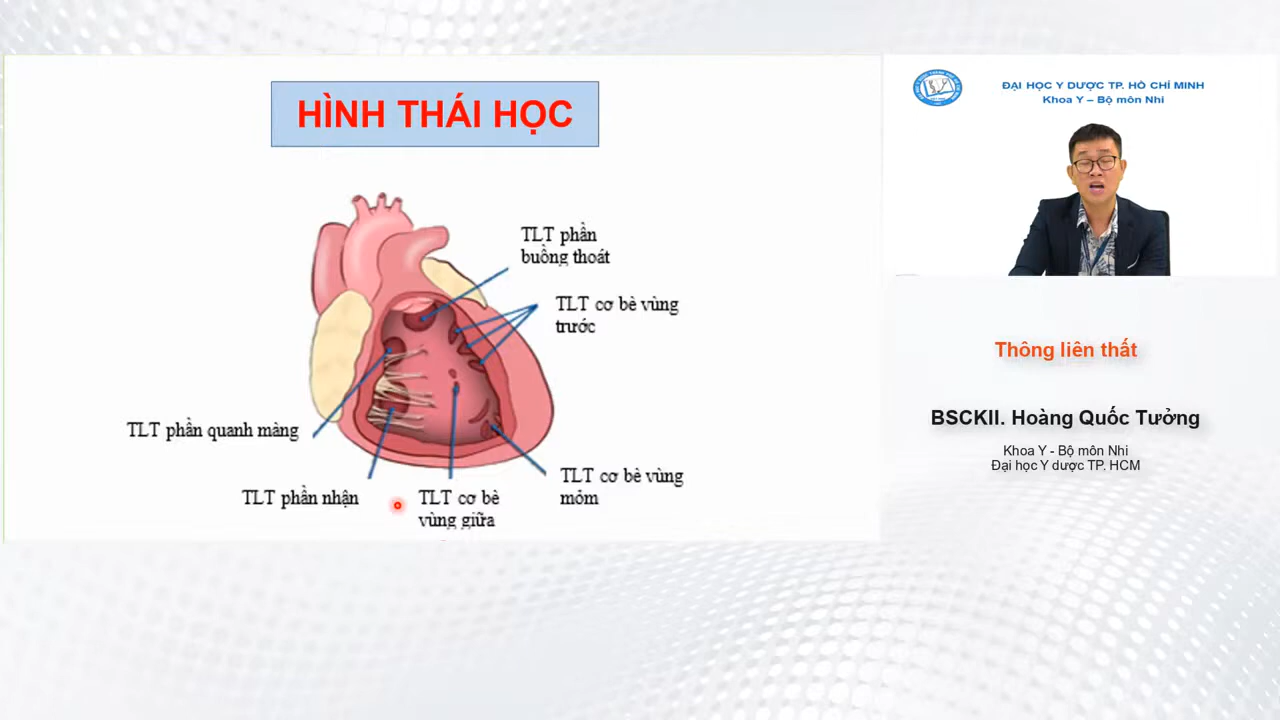 HÌNH THÁI HỌC
TLT phần
buồng thoát
TLT cơ bè vùng
trước
TLT phần quanh màng
TLT phần nhận
TLT cơ bè
vùng giữa
TLT cơ bè vùng
mỏm
ĐẠI HỌC Y DƯỢC TP. HỒ CHÍ MINH
Khoa Y – Bộ môn Nhi
Thông liên thất
BSCKII. Hoàng Quốc Tưởng
Khoa Y - Bộ môn Nhi
Đại học Y dược TP. HCM